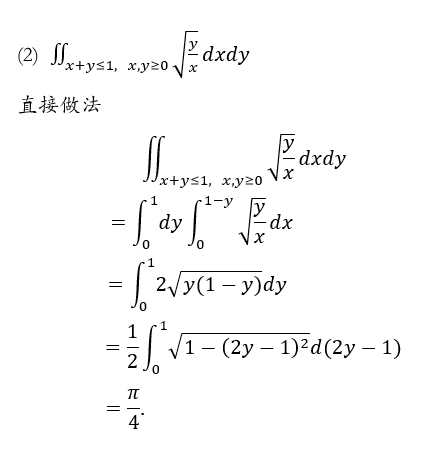 (2) ∬_{x+y≤1, x,y≥0} √(y/x) dxdy
直接做法
∬_{x+y≤1, x,y≥0} √(y/x) dxdy
= ∫_0^1 dy ∫_0^{1−y} √(y/x) dx
= ∫_0^1 2√(y(1 − y)) dy
= 1/2 ∫_0^1 √(1 − (2y − 1)²) d(2y − 1)
= π/4.